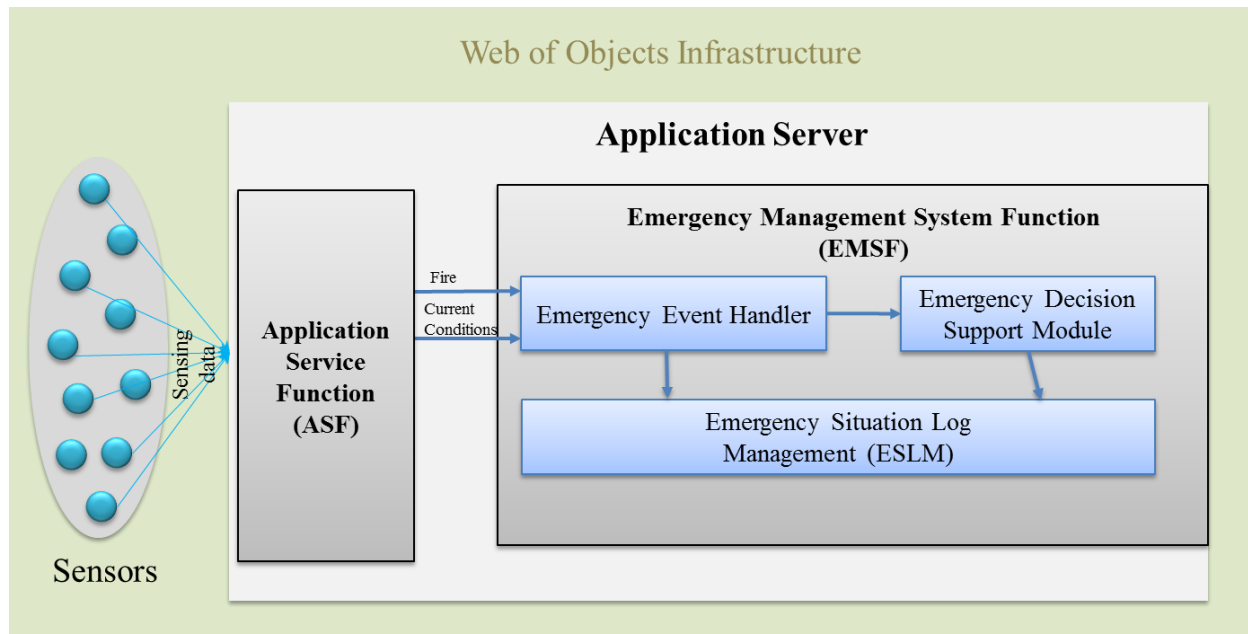 Web of Objects Infrastructure
Application Server
Emergency Management System Function
(EMSF)
Fire
Current
Conditions
Emergency Event Handler
Emergency Decision
Support Module
Application
Service
Function
(ASF)
Sensing
data
Emergency Situation Log
Management (ESLM)
Sensors